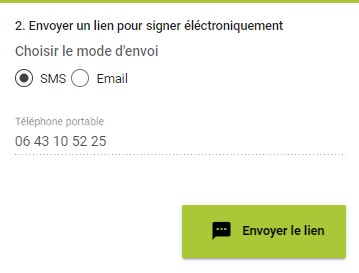 2. Envoyer un lien pour signer éléctroniquement
Choisir le mode d'envoi
SMS Email
Téléphone portable
06 43 10 52 25
Envoyer le lien